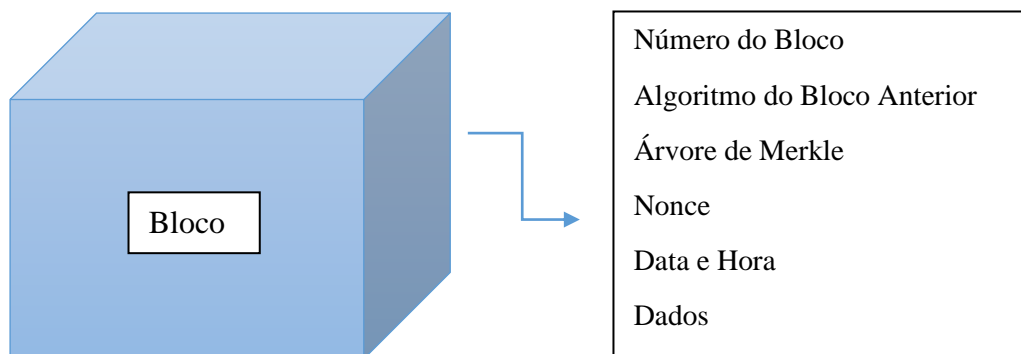 Bloco
Número do Bloco
Algoritmo do Bloco Anterior
Árvore de Merkle
Nonce
Data e Hora
Dados